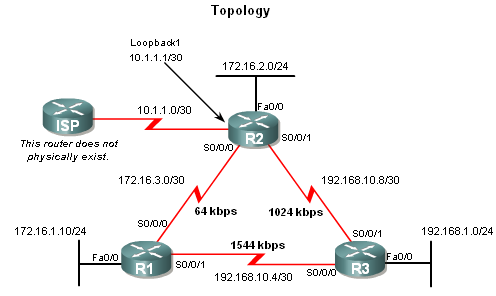 Topology
Loopback1
10.1.1.1/30
172.16.2.0/24
Fa0/0
10.1.1.0/30
ISP
R2
S0/0/1
This router does not
physically exist.
S0/0/0
172.16.3.0/30
192.168.10.8/30
64 kbps
1024 kbps
S0/0/0
S0/0/1
172.16.1.10/24
1544 kbps
192.168.1.0/24
Fa0/0
R1
S0/0/1
S0/0/0
R3
Fa0/0
192.168.10.4/30